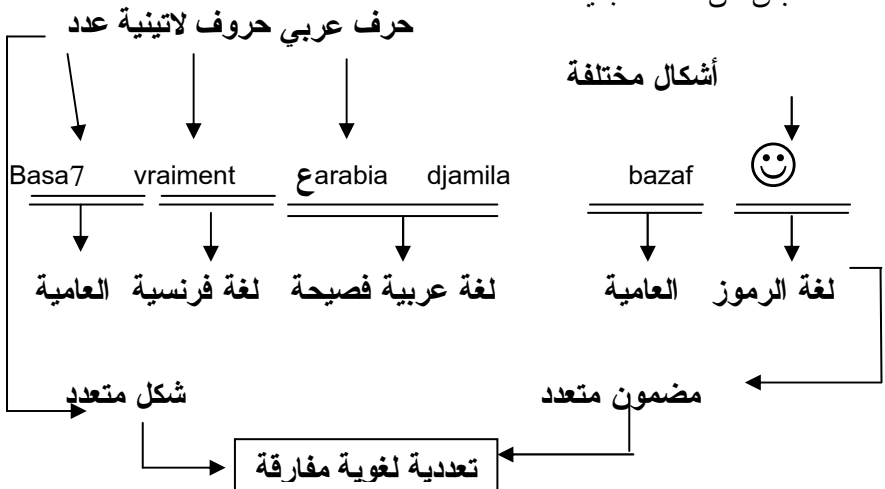 حرف عربي حروف لاتينية عدد
أشكال مختلفة
Basa7 vraiment عarabia djamila bazaf ☺
العامية لغة فرنسية لغة عربية فصيحة العامية لغة الرموز
شكل متعدد مضمون متعدد
تعددية لغوية مفارقة